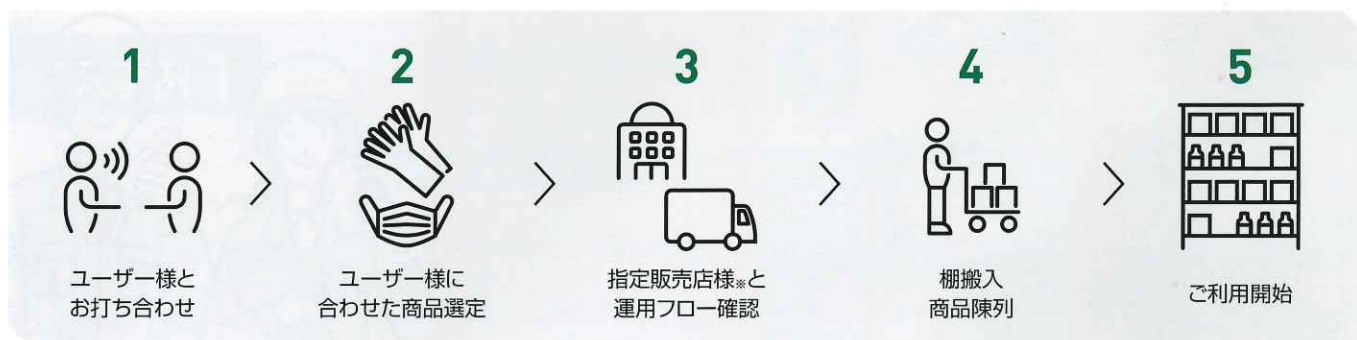 1
ユーザー様と
お打ち合わせ
2
ユーザー様に
合わせた商品選定
3
指定販売店様※と
運用フロー確認
4
棚搬入
商品陳列
5
ご利用開始